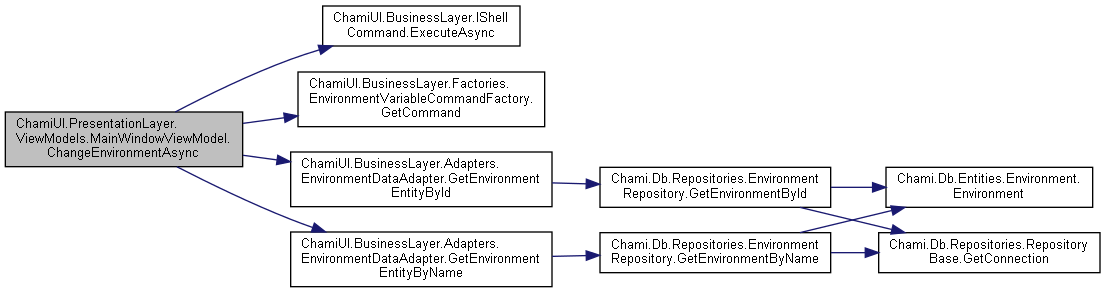 ChamiUI.BusinessLayer.IShell
Command.ExecuteAsync
ChamiUI.BusinessLayer.Factories.
EnvironmentVariableCommandFactory.
GetCommand
ChamiUI.PresentationLayer.
ViewModels.MainWindowViewModel.
ChangeEnvironmentAsync
ChamiUI.BusinessLayer.Adapters.
EnvironmentDataAdapter.GetEnvironment
EntityById
Chami.Db.Repositories.Environment
Repository.GetEnvironmentById
Chami.Db.Entities.Environment.
Environment
ChamiUI.BusinessLayer.Adapters.
EnvironmentDataAdapter.GetEnvironment
EntityByName
Chami.Db.Repositories.Environment
Repository.GetEnvironmentByName
Chami.Db.Repositories.Repository
Base.GetConnection